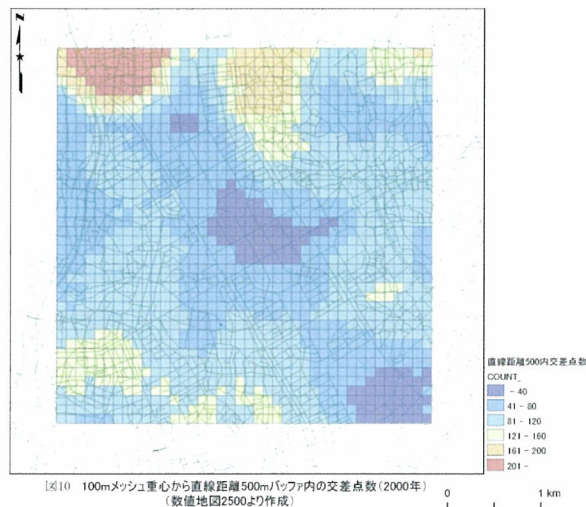 N
直線距離500内交差点数
COUNT_
- 40
41 - 80
81 - 120
121 - 160
161 - 200
201 -
図10 100mメッシュ重心から直線距離500mバッファ内の交差点数(2000年)
(数値地図2500より作成)
0 1 km